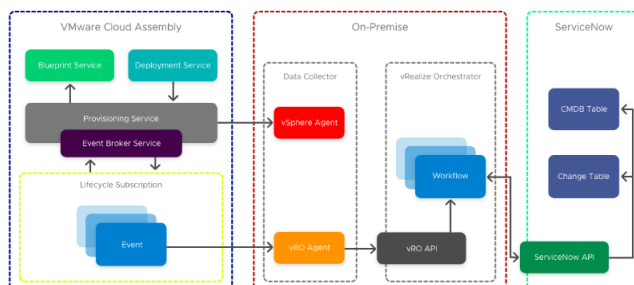 VMware Cloud Assembly
On-Premise
ServiceNow
Blueprint Service
Deployment Service
Data Collector
vRealize Orchestrator
Provisioning Service
vSphere Agent
CMDB Table
Event Broker Service
Lifecycle Subscription
Workflow
Change Table
Event
vRO Agent
vRO API
ServiceNow API